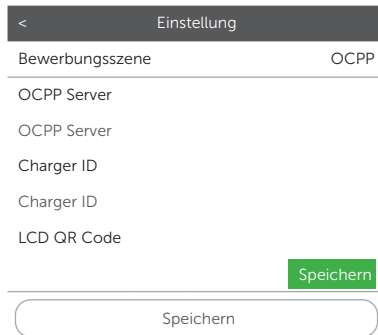 < Einstellung
Bewerbungsszene OCPP
OCPP Server
OCPP Server
Charger ID
Charger ID
LCD QR Code
Speichern
Speichern